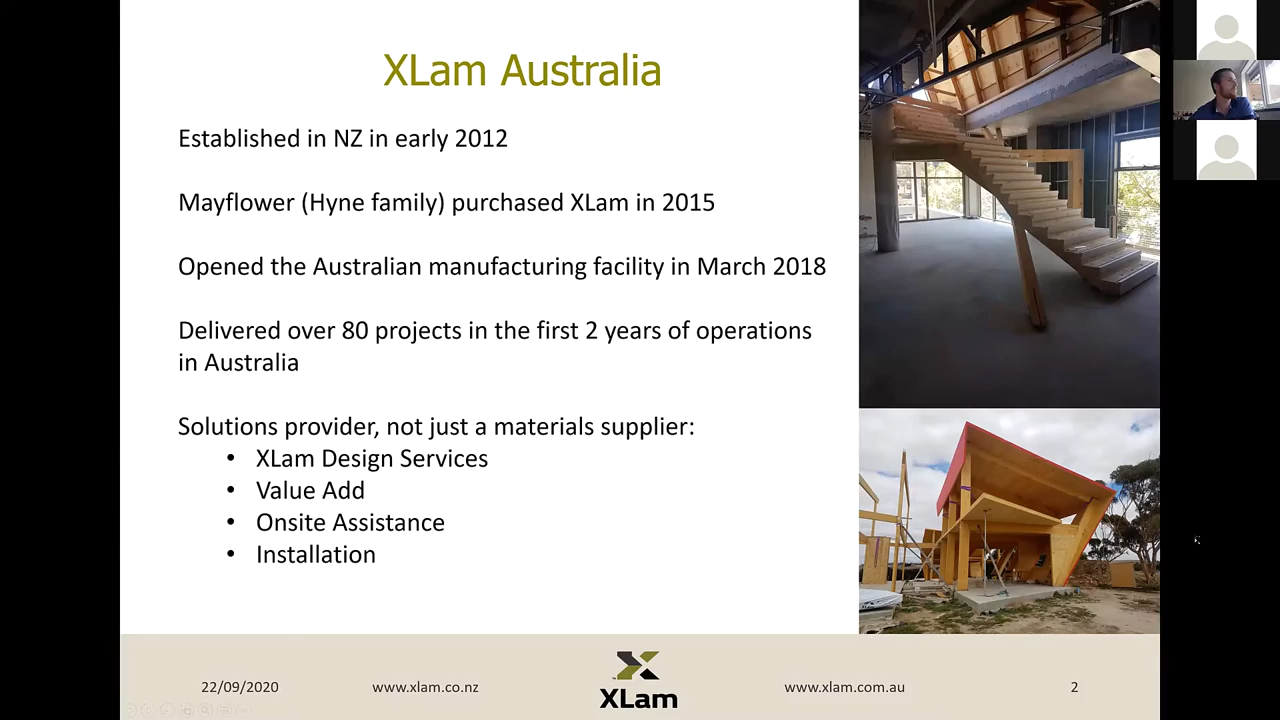 XLam Australia
Established in NZ in early 2012
Mayflower (Hyne family) purchased XLam in 2015
Opened the Australian manufacturing facility in March 2018
Delivered over 80 projects in the first 2 years of operations
in Australia
Solutions provider, not just a materials supplier:
• XLam Design Services
• Value Add
• Onsite Assistance
• Installation
22/09/2020
www.xlam.co.nz
XLam
www.xlam.com.au
2